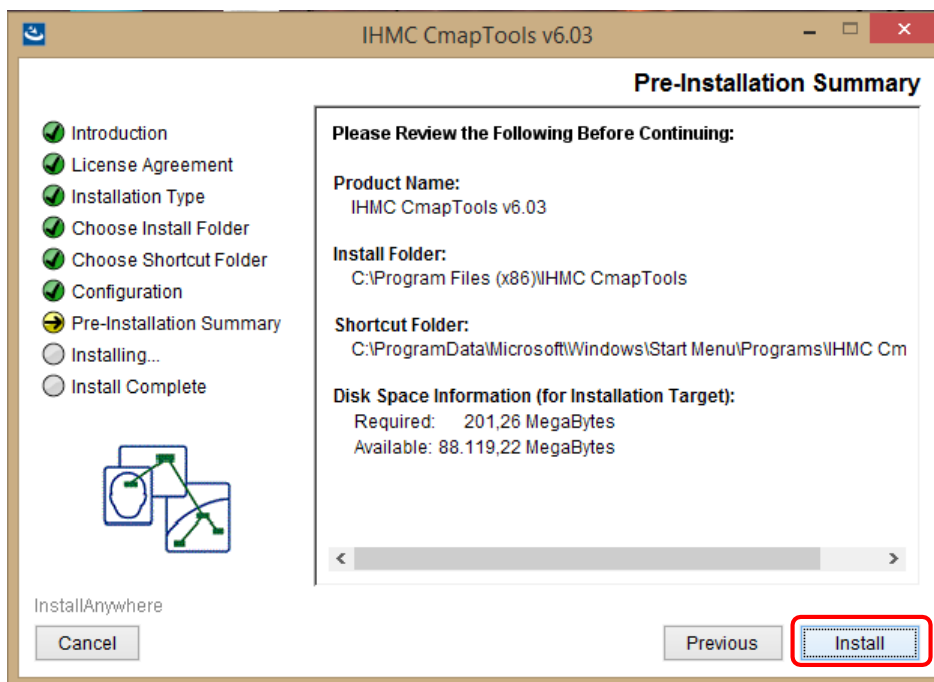 IHMC CmapTools v6.03
Pre-Installation Summary
Introduction
License Agreement
Installation Type
Choose Install Folder
Choose Shortcut Folder
Configuration
Pre-Installation Summary
Installing...
Install Complete
Please Review the Following Before Continuing:
Product Name:
IHMC CmapTools v6.03
Install Folder:
C:\Program Files (x86)\IHMC CmapTools
Shortcut Folder:
C:\ProgramData\Microsoft\Windows\Start Menu\Programs\IHMC Cm
Disk Space Information (for Installation Target):
Required: 201,26 MegaBytes
Available: 88.119,22 MegaBytes
InstallAnywhere
Cancel
Previous
Install